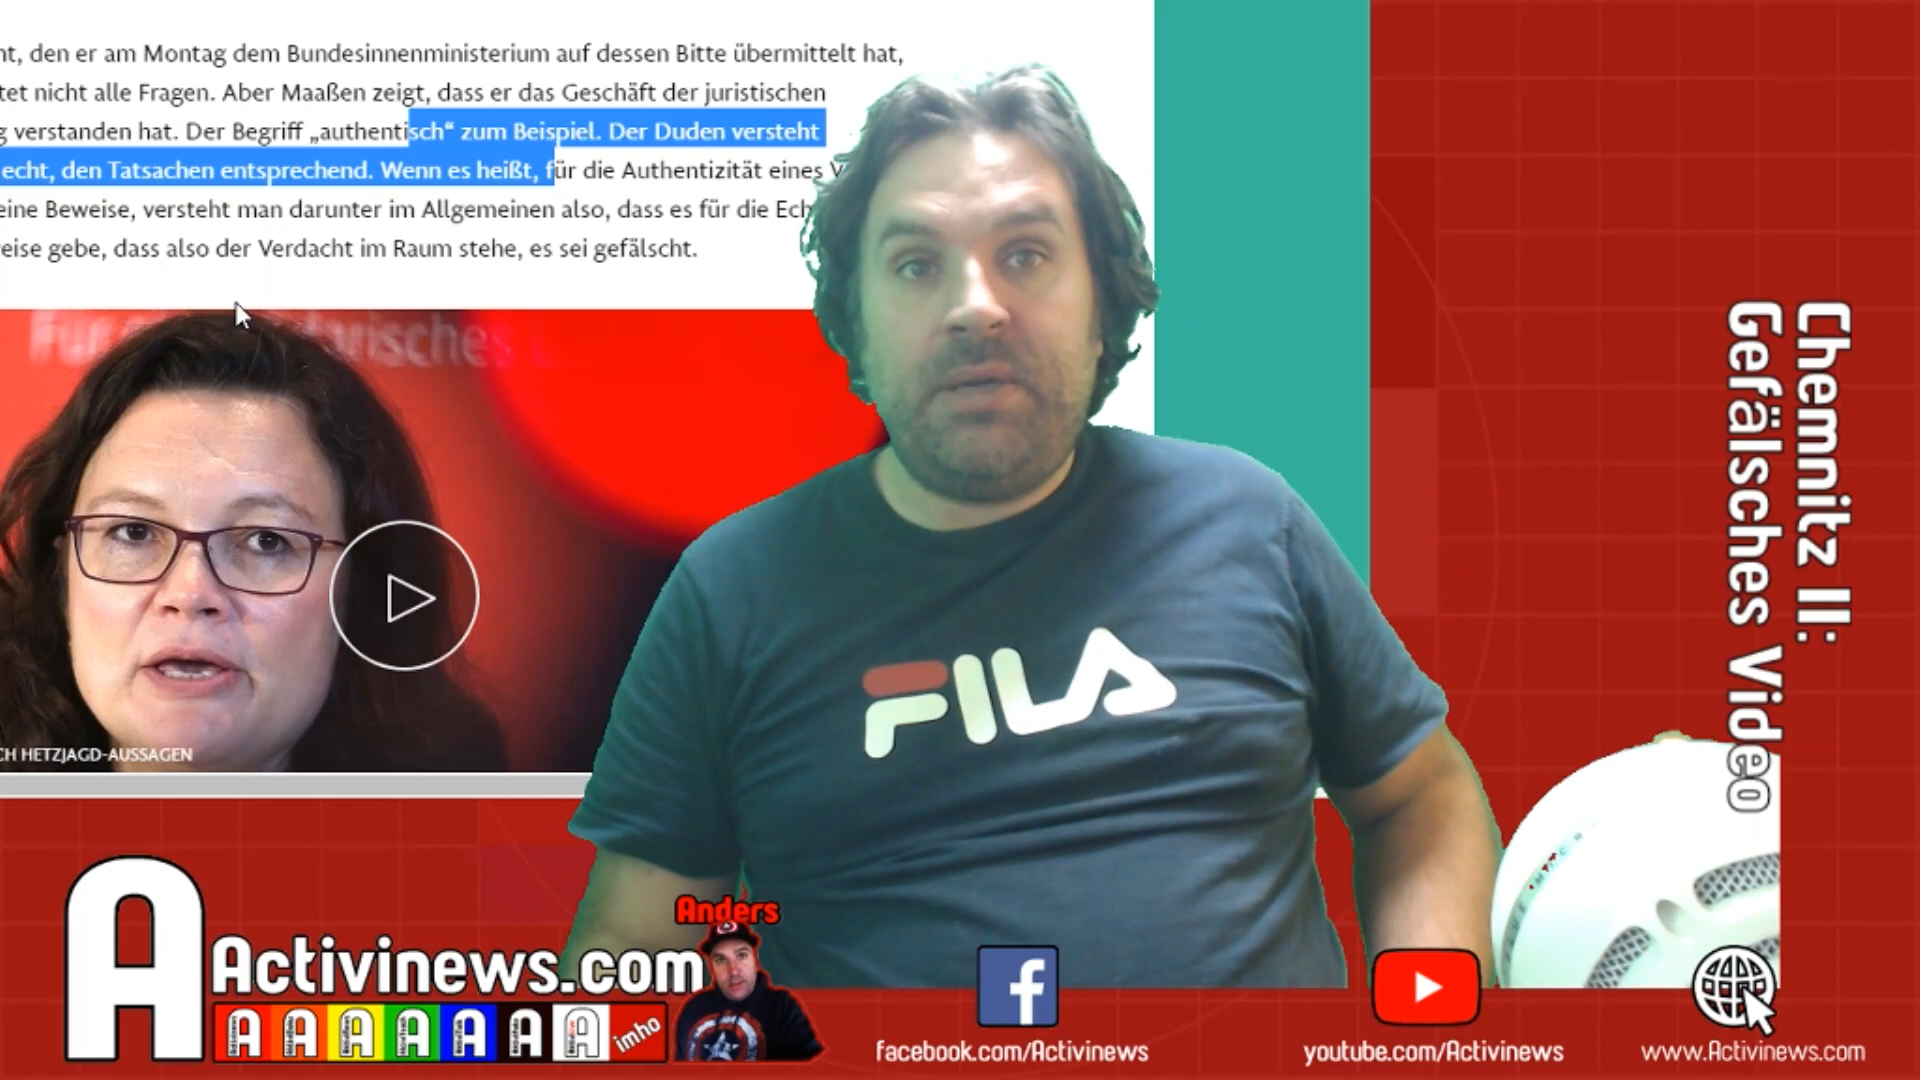 nt, den er am Montag dem Bundesinnenministerium auf dessen Bitte übermittelt hat,
tet nicht alle Fragen. Aber Maaßen zeigt, dass er das Geschäft der juristischen
g verstanden hat. Der Begriff „authentisch“ zum Beispiel. Der Duden versteht
echt, den Tatsachen entsprechend. Wenn es heißt, für die Authentizität eines V
eine Beweise, versteht man darunter im Allgemeinen also, dass es für die Ech
eise gebe, dass also der Verdacht im Raum stehe, es sei gefälscht.
CH HETZJAGD-AUSSAGEN
FILA
Chemnitz II:
Gefälsches Video
Anders
A Activinews.com
A A A A A A A imho
facebook.com/Activinews
youtube.com/Activinews
www.Activinews.com